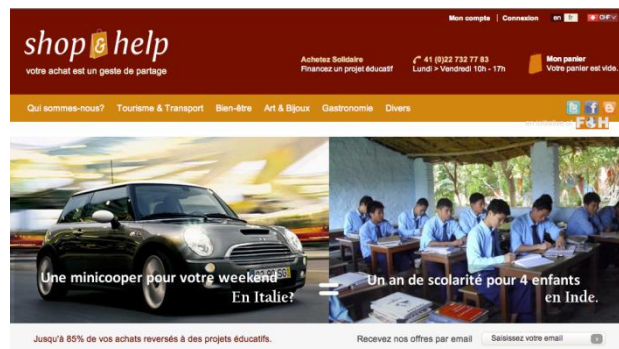 Mon compte | Connexion en fr CHF
shop & help
votre achat est un geste de partage
Achetez Solidaire
Financez un projet éducatif
41 (0)22 732 77 83
Lundi > Vendredi 10h - 17h
Mon panier
Votre panier est vide.
Qui sommes-nous? Tourisme & Transport Bien-être Art & Bijoux Gastronomie Divers
F&H
Une minicooper pour votre weekend
En Italie?
=
Un an de scolarité pour 4 enfants
en Inde.
Jusqu'à 85% de vos achats reversés à des projets éducatifs.
Recevez nos offres par email Saisissez votre email